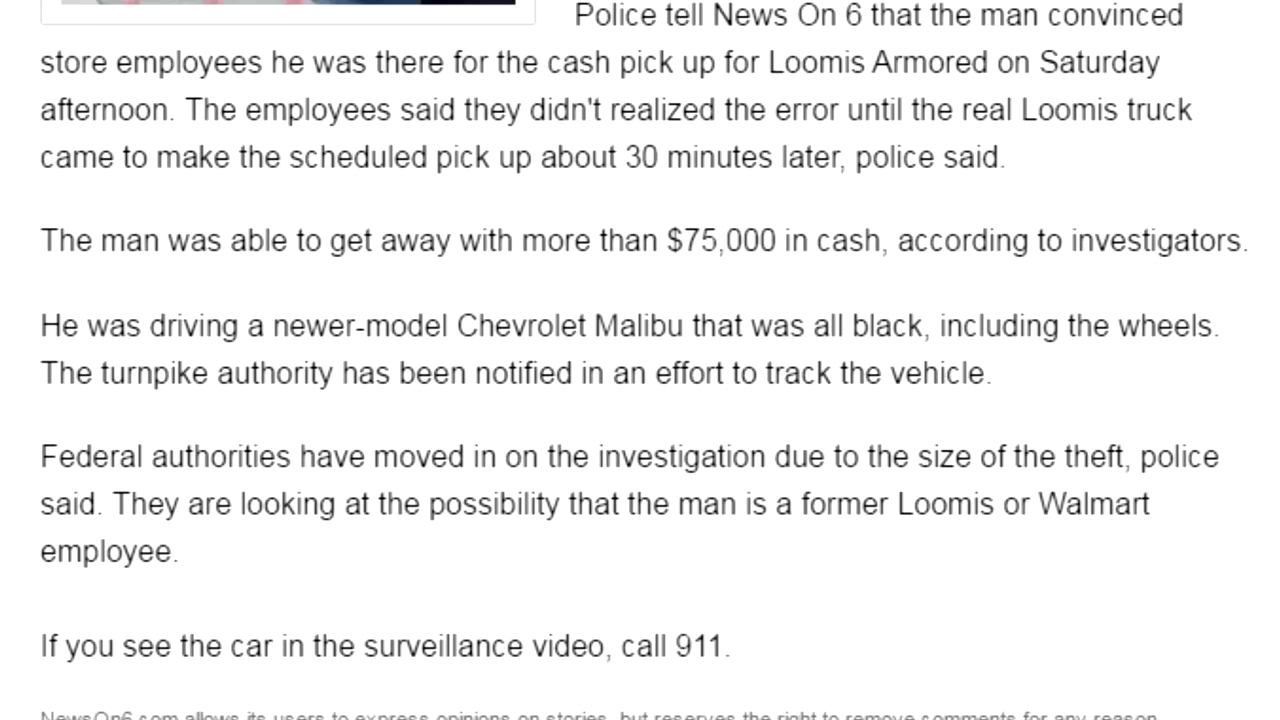 Police tell News On 6 that the man convinced
store employees he was there for the cash pick up for Loomis Armored on Saturday
afternoon. The employees said they didn't realized the error until the real Loomis truck
came to make the scheduled pick up about 30 minutes later, police said.
The man was able to get away with more than $75,000 in cash, according to investigators.
He was driving a newer-model Chevrolet Malibu that was all black, including the wheels.
The turnpike authority has been notified in an effort to track the vehicle.
Federal authorities have moved in on the investigation due to the size of the theft, police
said. They are looking at the possibility that the man is a former Loomis or Walmart
employee.
If you see the car in the surveillance video, call 911.
NewsOn6.com allows its users to express opinions on stories, but reserves the right to remove comments for any reason